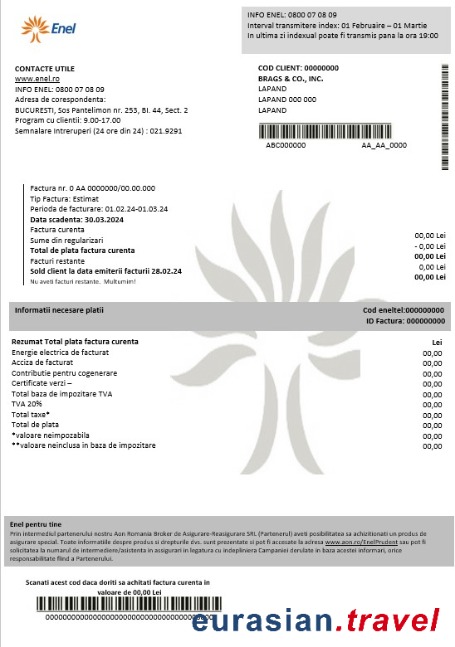 Enel
INFO ENEL: 0800 07 08 09
Interval transmitere index: 01 Februaire – 01 Martie
In ultima zi indexual poate fi transmis pana la ore 19:00
CONTACTE UTILE
www.enel.ro
INFO ENEL: 0800 07 08 09
Adresa de corespondenta:
BUCURESTI, Sos Pantelimon nr. 253, Bl. 44, Sect. 2
Program cu clientii: 9.00-17.00
Semnalare intreruperi (24 ore din 24) : 021.9291
COD CLIENT: 00000000
BRAGS & CO., INC.
LAPAND
LAPAND 000 000
LAPAND
ABC000000 AA_AA_0000
Factura nr. 0 AA 0000000/00.00.000
Tip Factura: Estimat
Perioda de facturare: 01.02.24-01.03.24
Data scadenta: 30.03.2024
Factura curenta 00,00 Lei
Sume din regularizari - 0,00 Lei
Total de plata factura curenta 00,00 Lei
Facturi restante 0,00 Lei
Sold client la data emiterii facturii 28.02.24 00,00 Lei
Nu aveti facturi restante. Multumim!
Informatii necesare platii Cod eneltel:000000000
ID Factura: 000000000
Rezumat Total plata factura curenta Lei
Energie electrica de facturat 00,00
Acciza de facturat 00,00
Contributie pentru cogenerare 00,00
Certificate verzi – 00,00
Total baza de impozitare TVA 00,00
TVA 20% 00,00
Total taxe* 00,00
Total de plata 00,00
*valoare neimpozabila 00,00
**valoare neinclusa in baza de impozitare 00,00
Enel pentru tine
Prin intermediul partenerului nostru Aon Romania Broker de Asigurare-Reasigurare SRL (Partenerul) aveti posibilitatea sa achizitionati un produs de
asigurare special. Toate informatiile despre produs si drepturile dvs. sunt prezentate si pot fi accesate la adresa www.aon.ro/EnelPrudent sau pot fi
solicitate la numarul de intermediere/asistenta in asigurari in legatura cu indeplinirea Campaniei derulate in baza acestei informari, orice
responsabilitate fiind a Partenerului.
Scanati acest cod daca doriti sa achitati factura curenta in
valoare de 00,00 Lei
eurasian.travel